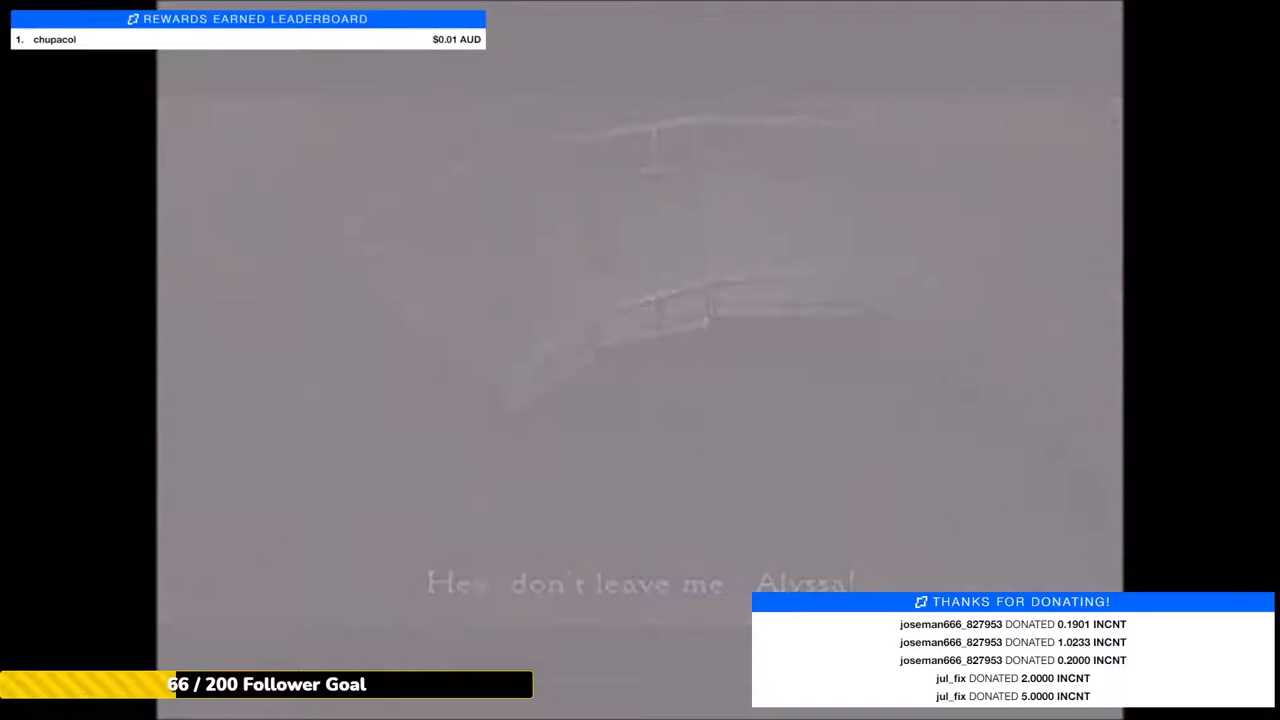 REWARDS EARNED LEADERBOARD
1. chupacol $0.01 AUD
Hey don't leave me Alyssa!
THANKS FOR DONATING!
joseman666_827953 DONATED 0.1901 INCNT
joseman666_827953 DONATED 1.0233 INCNT
joseman666_827953 DONATED 0.2000 INCNT
jul_fix DONATED 2.0000 INCNT
jul_fix DONATED 5.0000 INCNT
66 / 200 Follower Goal